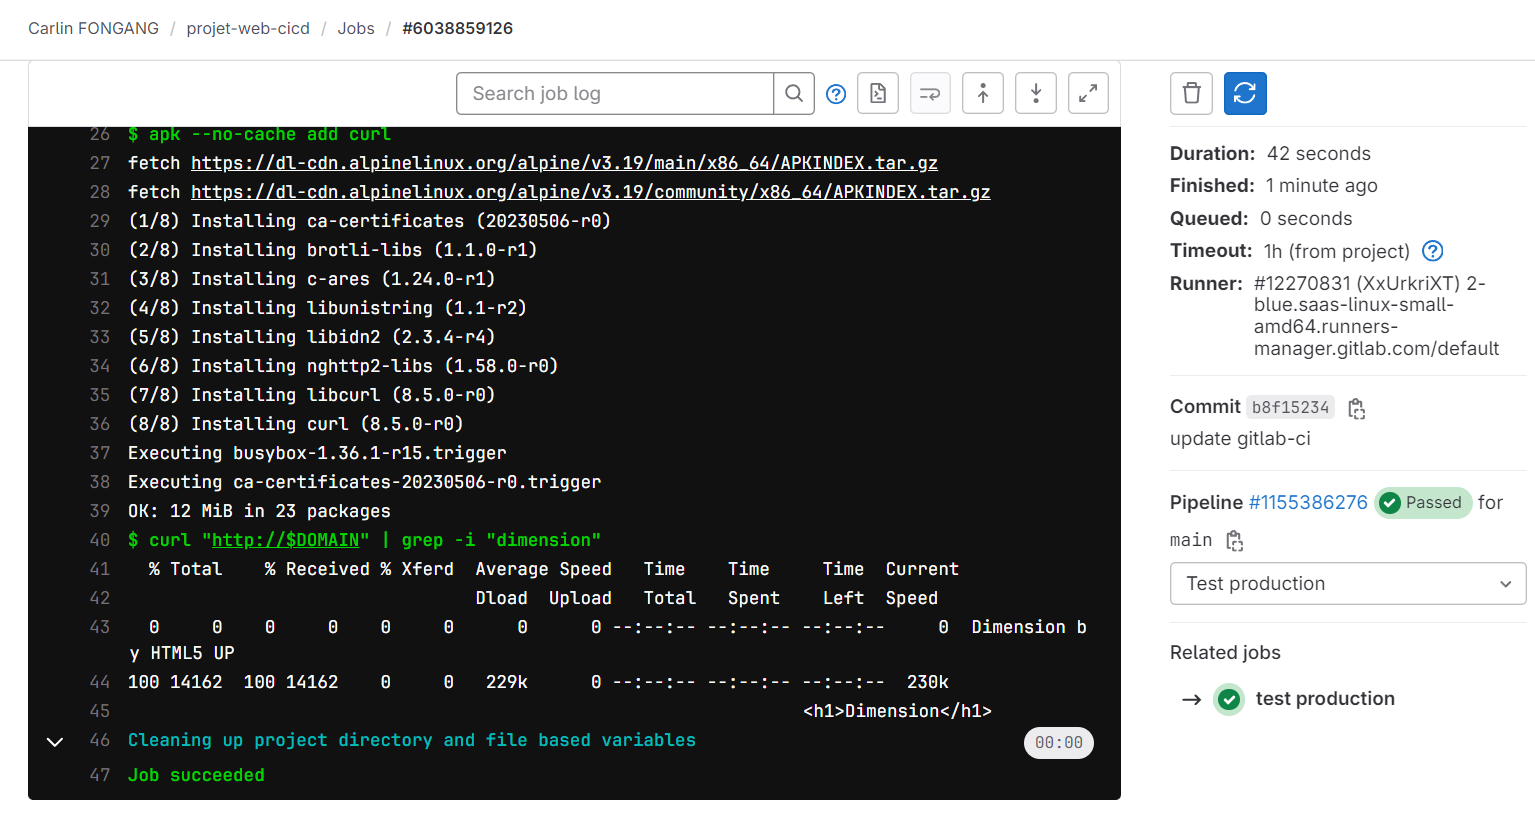 Carlin FONGANG / projet-web-cicd / Jobs / #6038859126
Search job log
26 $ apk --no-cache add curl
27 fetch https://dl-cdn.alpinelinux.org/alpine/v3.19/main/x86_64/APKINDEX.tar.gz
28 fetch https://dl-cdn.alpinelinux.org/alpine/v3.19/community/x86_64/APKINDEX.tar.gz
29 (1/8) Installing ca-certificates (20230506-r0)
30 (2/8) Installing brotli-libs (1.1.0-r1)
31 (3/8) Installing c-ares (1.24.0-r1)
32 (4/8) Installing libunistring (1.1-r2)
33 (5/8) Installing libidn2 (2.3.4-r4)
34 (6/8) Installing nghttp2-libs (1.58.0-r0)
35 (7/8) Installing libcurl (8.5.0-r0)
36 (8/8) Installing curl (8.5.0-r0)
37 Executing busybox-1.36.1-r15.trigger
38 Executing ca-certificates-20230506-r0.trigger
39 OK: 12 MiB in 23 packages
40 $ curl "http://$DOMAIN" | grep -i "dimension"
41 % Total % Received % Xferd Average Speed Time Time Time Current
42 Dload Upload Total Spent Left Speed
43 0 0 0 0 0 0 0 0 --:--:-- --:--:-- --:--:-- 0 Dimension b
y HTML5 UP
44 100 14162 100 14162 0 0 229k 0 --:--:-- --:--:-- --:--:-- 230k
45 <h1>Dimension</h1>
46 Cleaning up project directory and file based variables 00:00
47 Job succeeded
Duration: 42 seconds
Finished: 1 minute ago
Queued: 0 seconds
Timeout: 1h (from project)
Runner: #12270831 (XxUrkriXT) 2-
blue.saas-linux-small-
amd64.runners-
manager.gitlab.com/default
Commit b8f15234
update gitlab-ci
Pipeline #1155386276 Passed for
main
Test production
Related jobs
→ test production